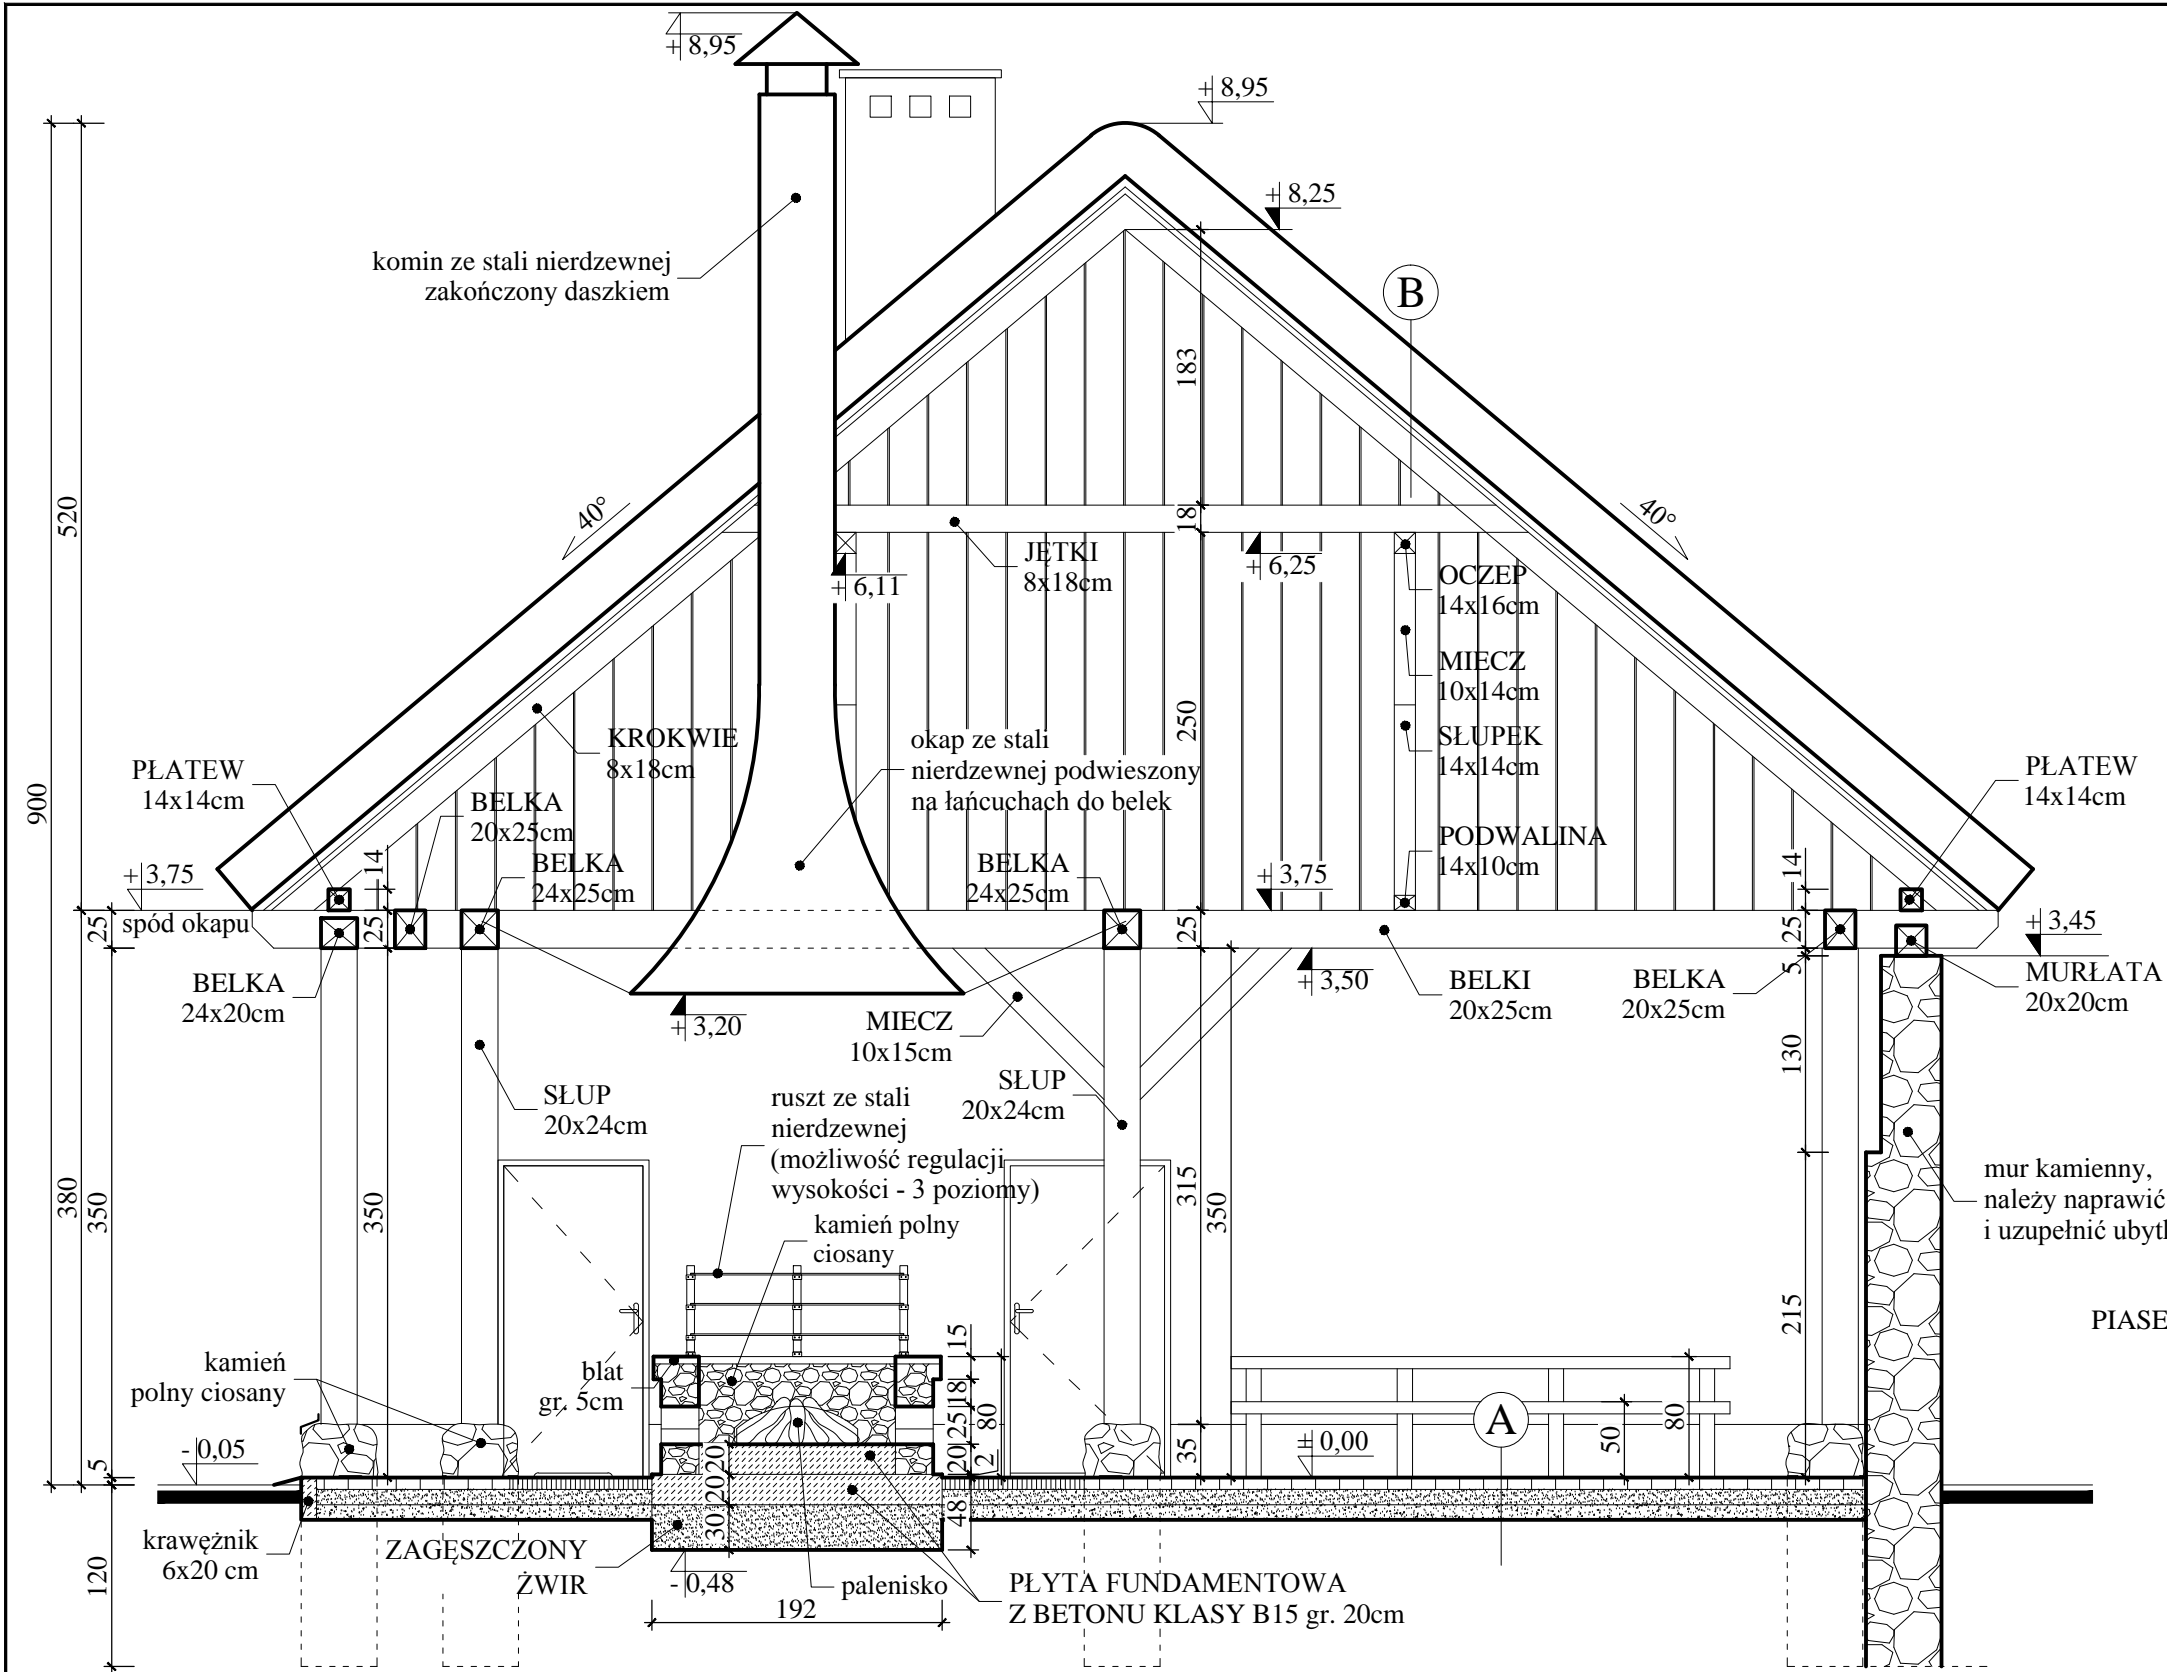 + 8,95
+ 8,95
+ 8,25
komin ze stali nierdzewnej
zakończony daszkiem
B
183
520
40°
40°
18
JĘTKI
8x18cm
+ 6,11
+ 6,25
OCZEP
14x16cm
MIECZ
10x14cm
250
SŁUPEK
14x14cm
KROKWIE
8x18cm
okap ze stali
nierdzewnej podwieszony
na łańcuchach do belek
PŁATEW
14x14cm
PŁATEW
14x14cm
900
BELKA
20x25cm
BELKA
24x25cm
BELKA
24x25cm
PODWALINA
14x10cm
14
14
+ 3,75
+ 3,75
spód okapu
25
25
25
25
+ 3,45
5
BELKA
24x20cm
+ 3,20
MIECZ
10x15cm
+ 3,50
BELKI
20x25cm
BELKA
20x25cm
MURŁATA
20x20cm
130
SŁUP
20x24cm
SŁUP
20x24cm
ruszt ze stali
nierdzewnej
(możliwość regulacji
wysokości - 3 poziomy)
kamień polny
ciosany
380
350
350
315
350
mur kamienny,
należy naprawić
i uzupełnić ubyt
215
PIASE
kamień
polny ciosany
blat
gr. 5cm
15
18
25
20
80
2
48
35
50
80
A
± 0,00
- 0,05
5
20
20
30
krawężnik
6x20 cm
120
ZAGĘSZCZONY
ŻWIR
- 0,48
192
palenisko
PŁYTA FUNDAMENTOWA
Z BETONU KLASY B15 gr. 20cm